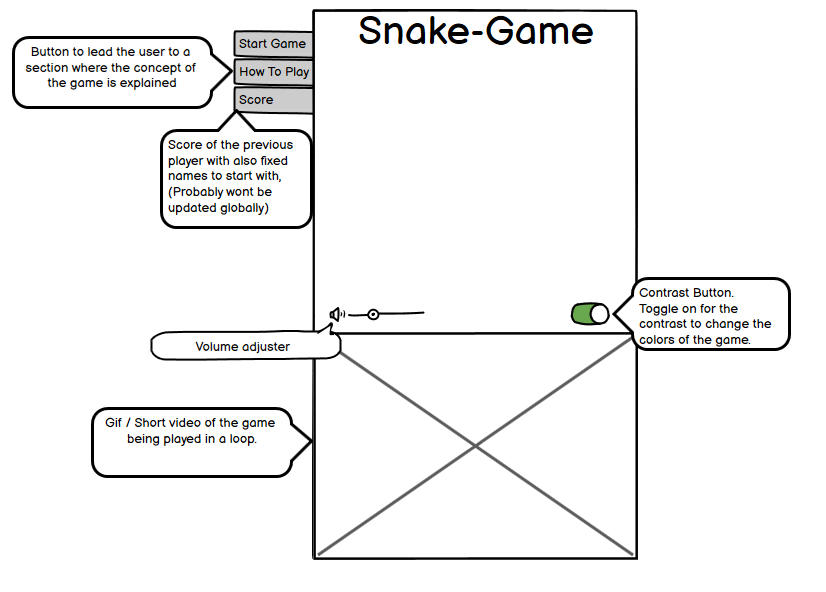 Snake-Game
Start Game
How To Play
Score
Button to lead the user to a
section where the concept of
the game is explained
Score of the previous
player with also fixed
names to start with,
(Probably wont be
updated globally)
Contrast Button.
Toggle on for the
contrast to change the
colors of the game.
Volume adjuster
Gif / Short video of the game
being played in a loop.